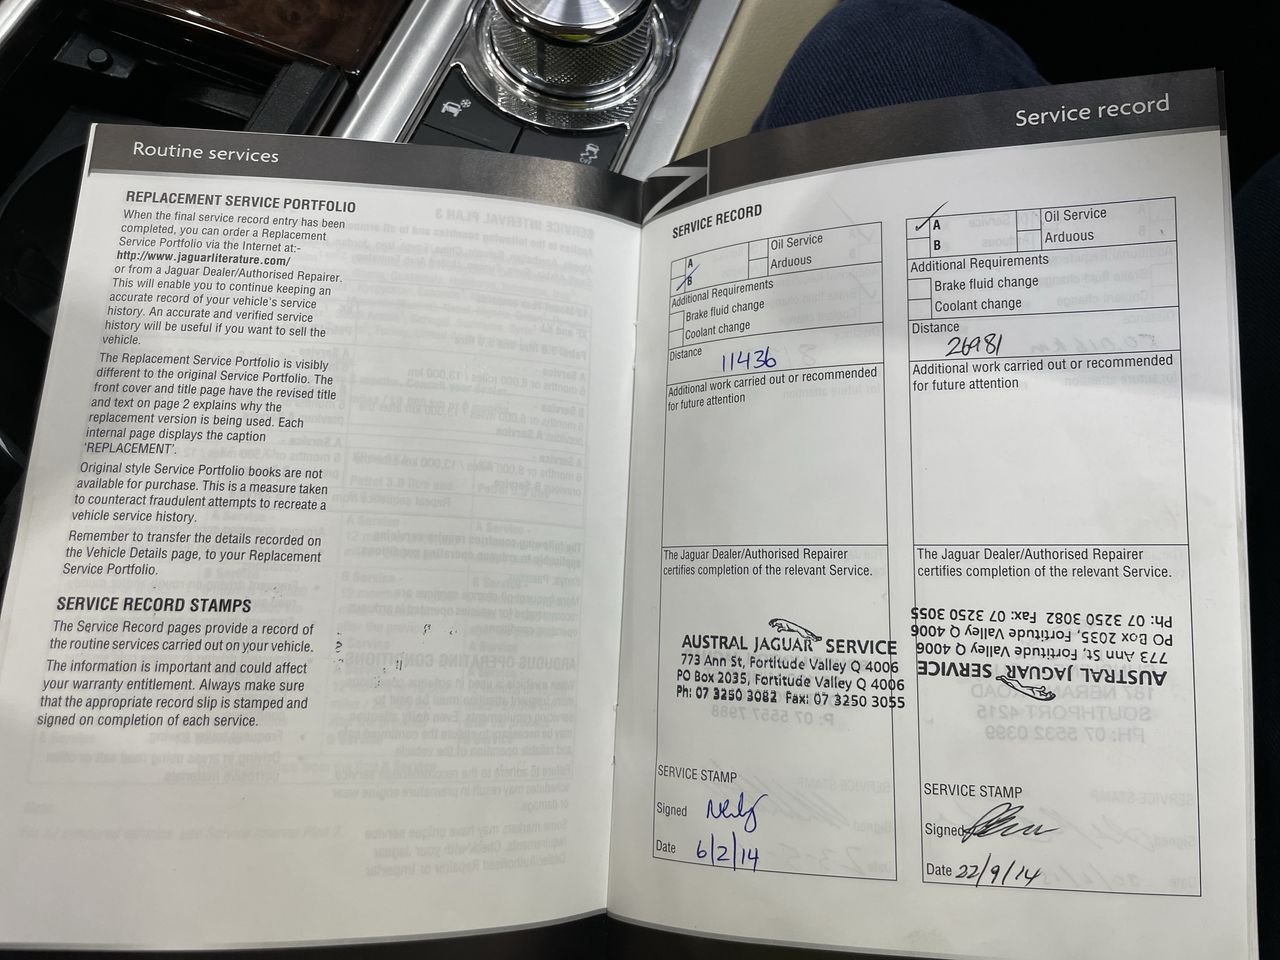 Routine services
REPLACEMENT SERVICE PORTFOLIO
When the final service record entry has been
completed, you can order a Replacement
Service Portfolio via the Internet at:-
http://www.jaguarliterature.com/
or from a Jaguar Dealer/Authorised Repairer.
This will enable you to continue keeping an
accurate record of your vehicle's service
history. An accurate and verified service
history will be useful if you want to sell the
vehicle.
The Replacement Service Portfolio is visibly
different to the original Service Portfolio. The
front cover and title page have the revised title
and text on page 2 explains why the
replacement version is being used. Each
internal page displays the caption
'REPLACEMENT'.
Original style Service Portfolio books are not
available for purchase. This is a measure taken
to counteract fraudulent attempts to recreate a
vehicle service history.
Remember to transfer the details recorded on
the Vehicle Details page, to your Replacement
Service Portfolio.
SERVICE RECORD STAMPS
The Service Record pages provide a record of
the routine services carried out on your vehicle.
The information is important and could affect
your warranty entitlement. Always make sure
that the appropriate record slip is stamped and
signed on completion of each service.
Service record
SERVICE RECORD
A
Oil Service
B
Arduous
Additional Requirements
Brake fluid change
Coolant change
Distance
11436
Additional work carried out or recommended
for future attention
The Jaguar Dealer/Authorised Repairer
certifies completion of the relevant Service.
AUSTRAL JAGUAR SERVICE
773 Ann St, Fortitude Valley Q 4006
PO Box 2035, Fortitude Valley Q 4006
Ph: 07 3250 3082 Fax: 07 3250 3055
SERVICE STAMP
Signed
Date 6/2/14
A
Oil Service
B
Arduous
Additional Requirements
Brake fluid change
Coolant change
Distance
26981
Additional work carried out or recommended
for future attention
The Jaguar Dealer/Authorised Repairer
certifies completion of the relevant Service.
AUSTRAL JAGUAR SERVICE
773 Ann St, Fortitude Valley Q 4006
PO Box 2035, Fortitude Valley Q 4006
Ph: 07 3250 3082 Fax: 07 3250 3055
SERVICE STAMP
Signed
Date 22/9/14